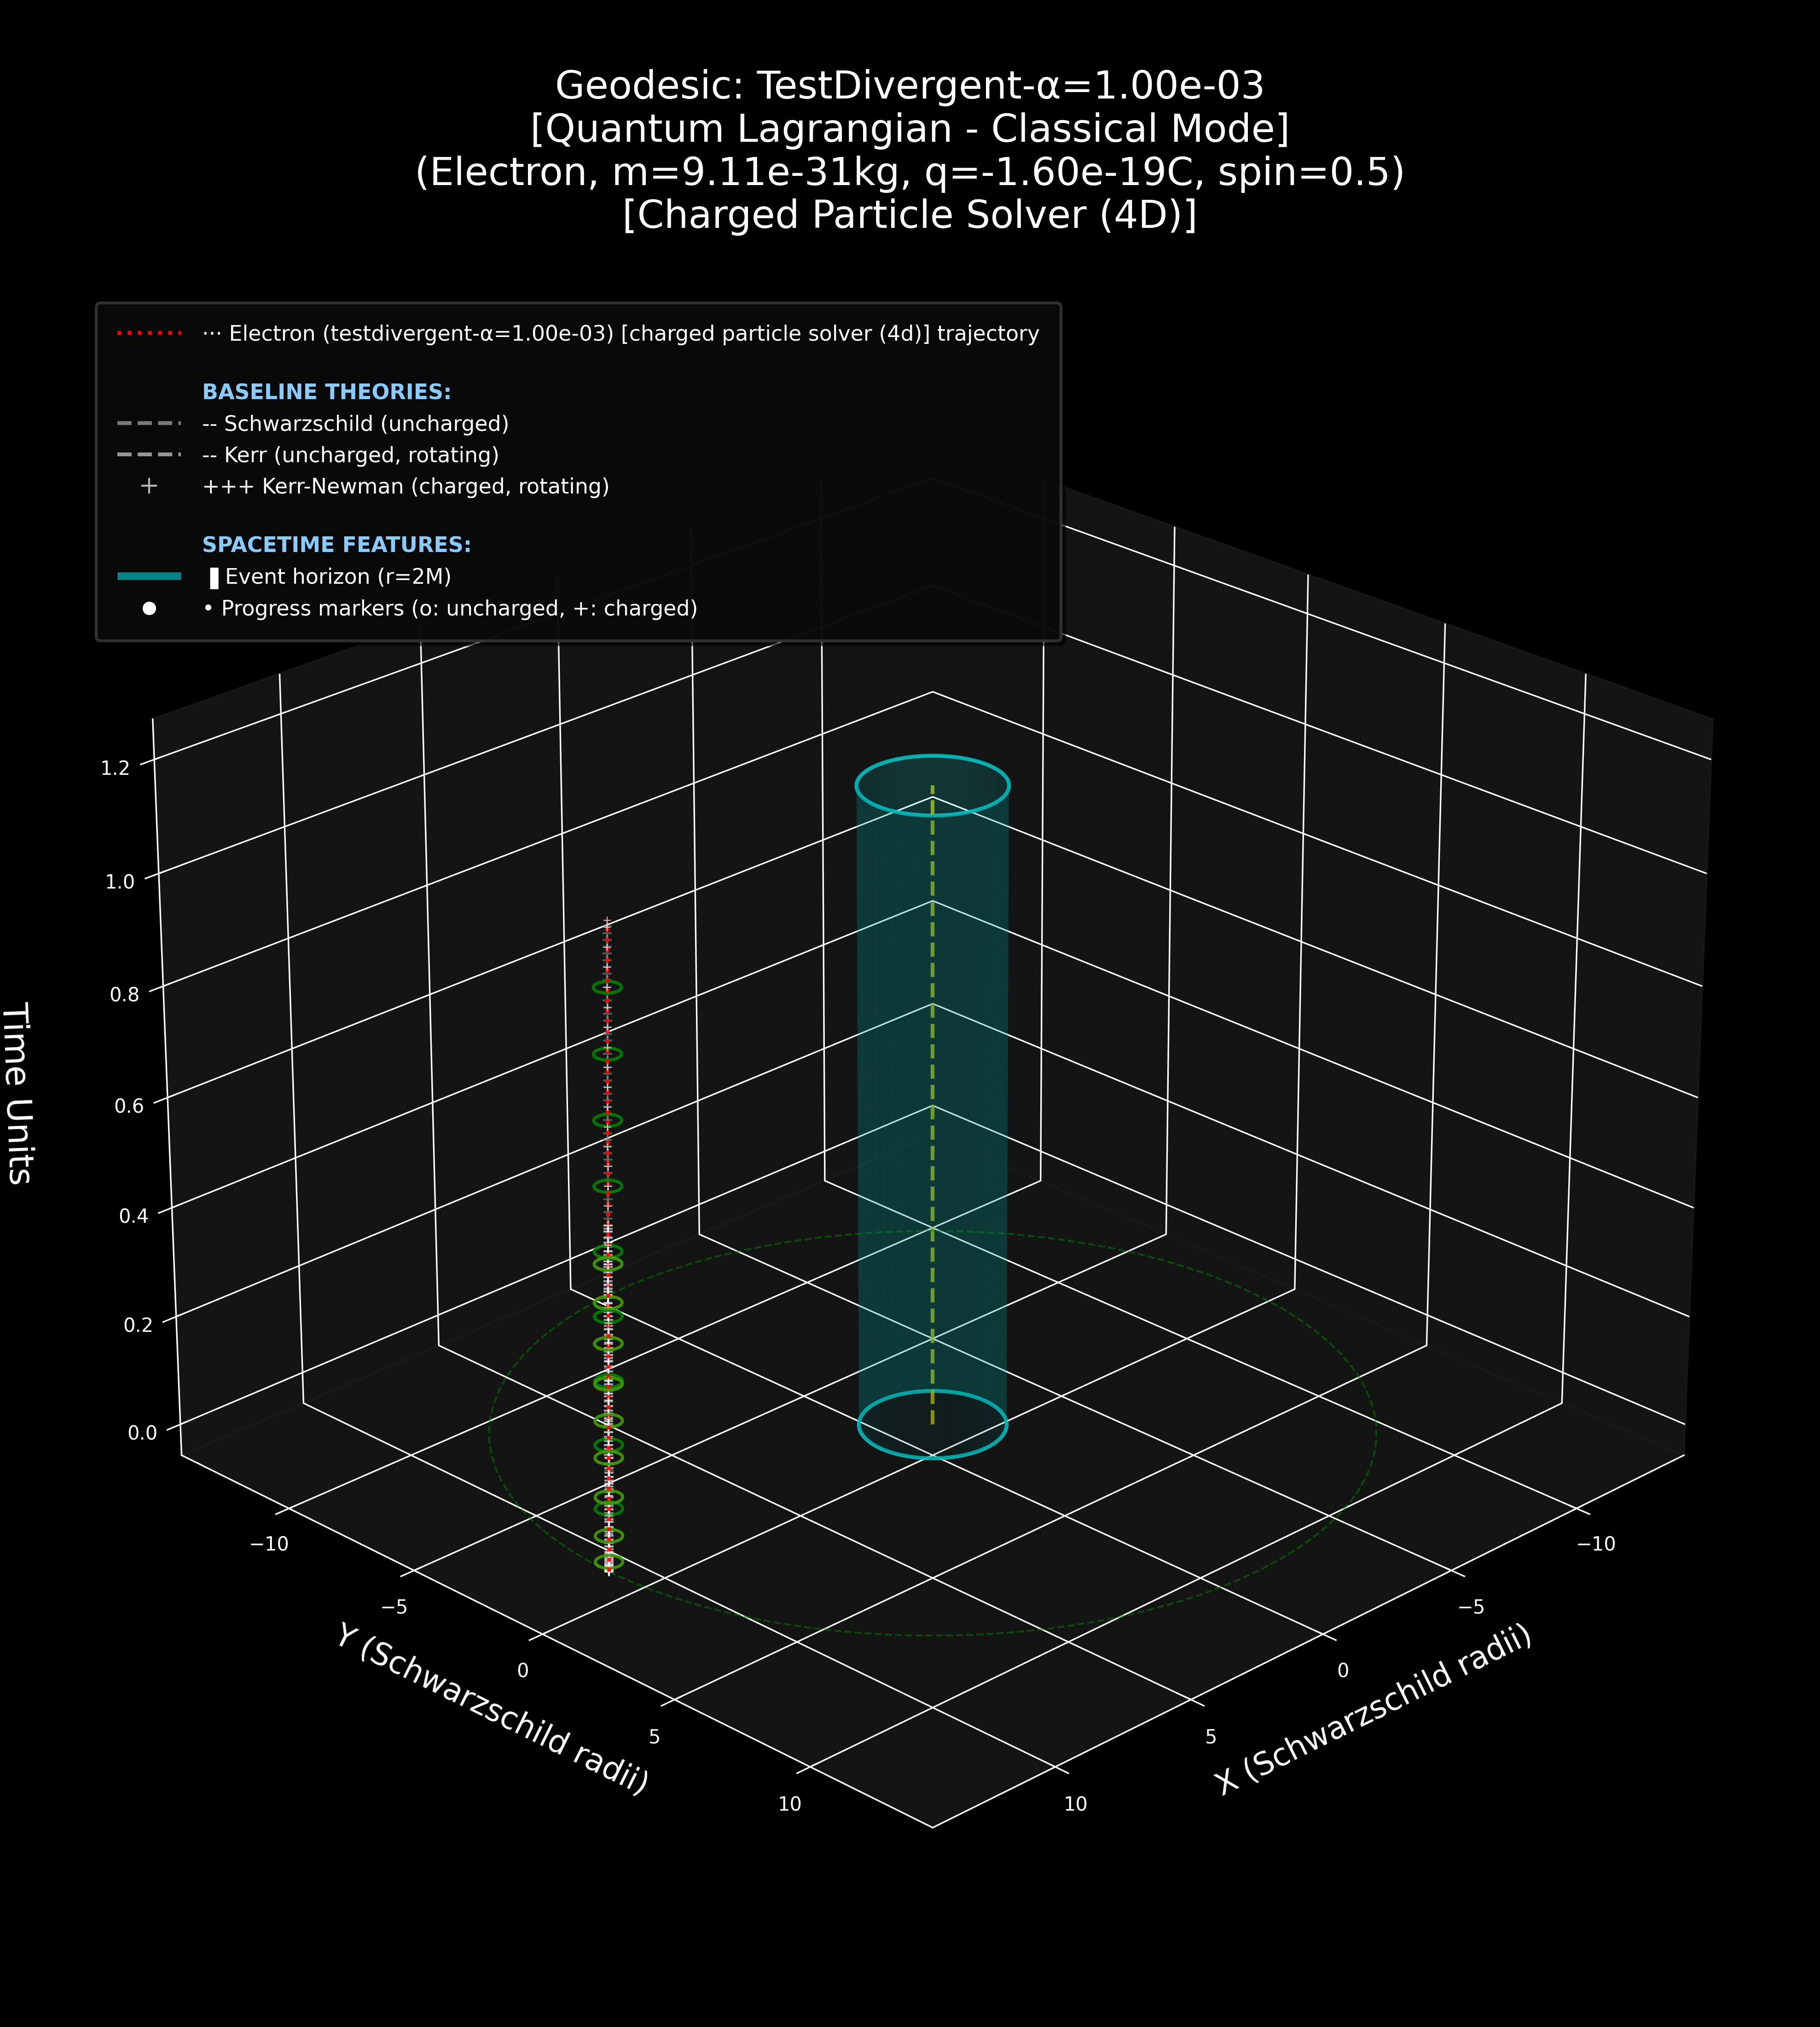 Geodesic: TestDivergent-α=1.00e-03
[Quantum Lagrangian - Classical Mode]
(Electron, m=9.11e-31kg, q=-1.60e-19C, spin=0.5)
[Charged Particle Solver (4D)]
··· Electron (testdivergent-α=1.00e-03) [charged particle solver (4d)] trajectory
BASELINE THEORIES:
-- Schwarzschild (uncharged)
-- Kerr (uncharged, rotating)
+++ Kerr-Newman (charged, rotating)
SPACETIME FEATURES:
▐ Event horizon (r=2M)
• Progress markers (o: uncharged, +: charged)
1.2
1.0
0.8
0.6
0.4
0.2
0.0
Time Units
−10
−5
0
5
10
Y (Schwarzschild radii)
10
5
0
−5
−10
X (Schwarzschild radii)